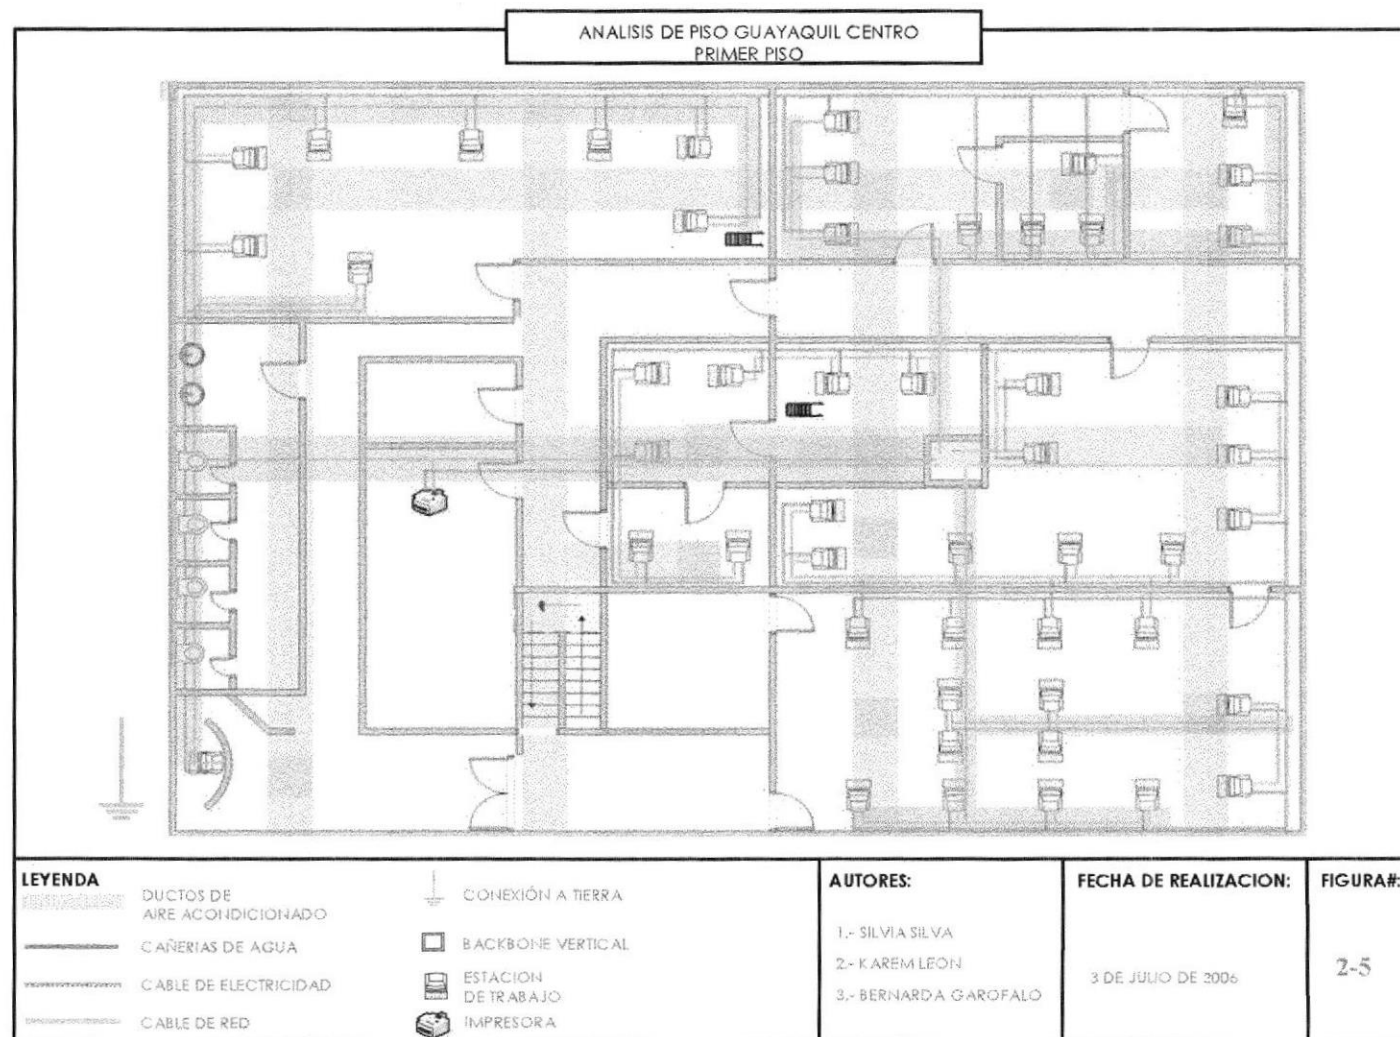 ANALISIS DE PISO GUAYAQUIL CENTRO
PRIMER PISO
LEYENDA
DUCTOS DE
AIRE ACONDICIONADO
CAÑERIAS DE AGUA
CABLE DE ELECTRICIDAD
CABLE DE RED
CONEXIÓN A TIERRA
BACKBONE VERTICAL
ESTACION
DE TRABAJO
IMPRESORA
AUTORES:
1.- SILVIA SILVA
2.- KAREM LEON
3.- BERNARDA GAROFALO
FECHA DE REALIZACION:
3 DE JULIO DE 2006
FIGURA#:
2-5